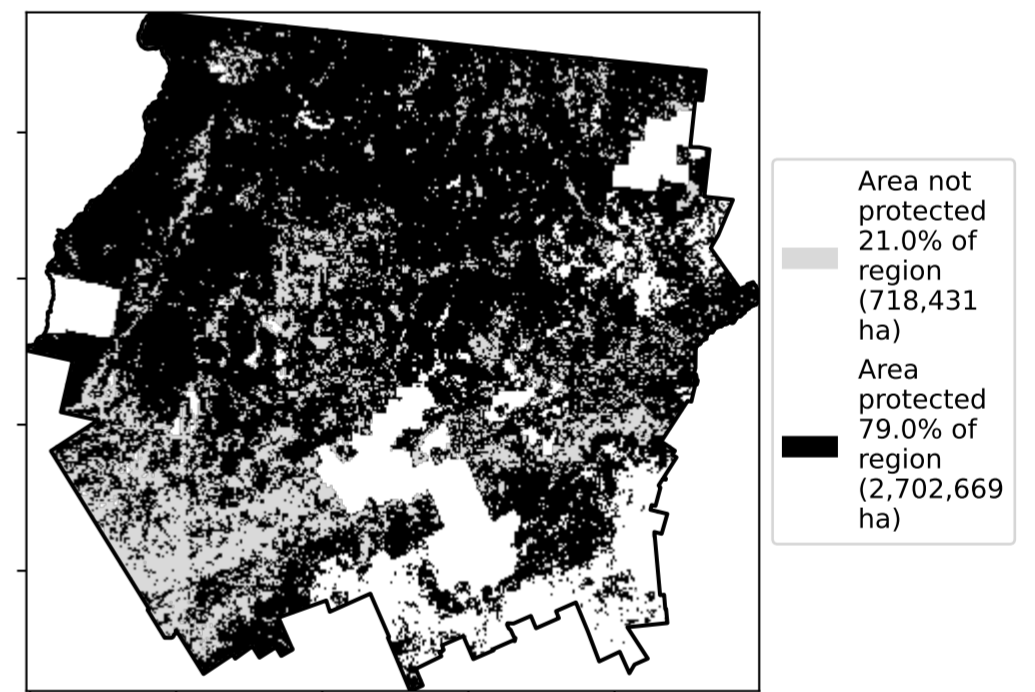 Area not
protected
21.0% of
region
(718,431
ha)
Area
protected
79.0% of
region
(2,702,669
ha)